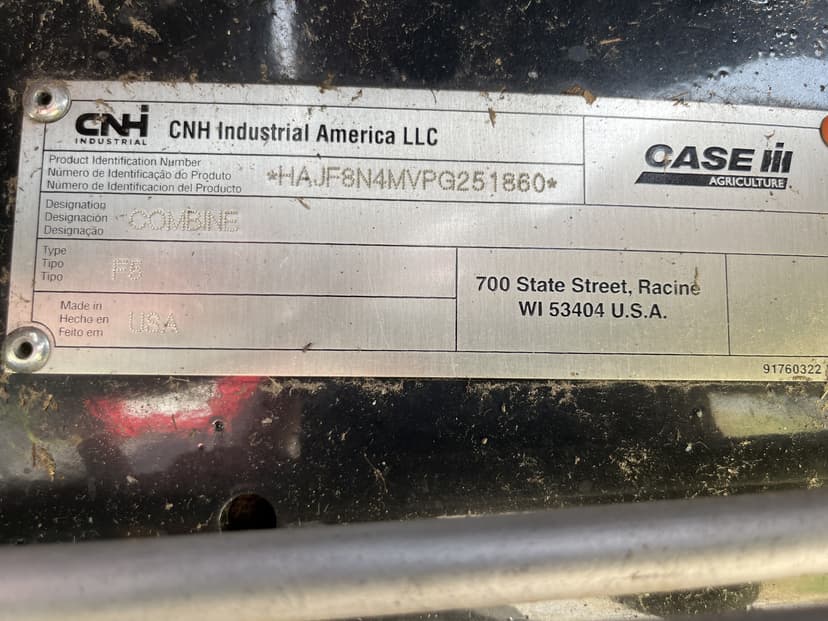 CNH
INDUSTRIAL
CNH Industrial America LLC
Product Identification Number
Número de Identificação do Produto
Número de Identificacion del Producto
*HAJF8N4MVPG251860*
CASE IH
AGRICULTURE
Designation
Designación
Designação
COMBINE
Type
Tipo
Tipo
F8
700 State Street, Racine
WI 53404 U.S.A.
Made in
Hecho en
Feito em
USA
91760322